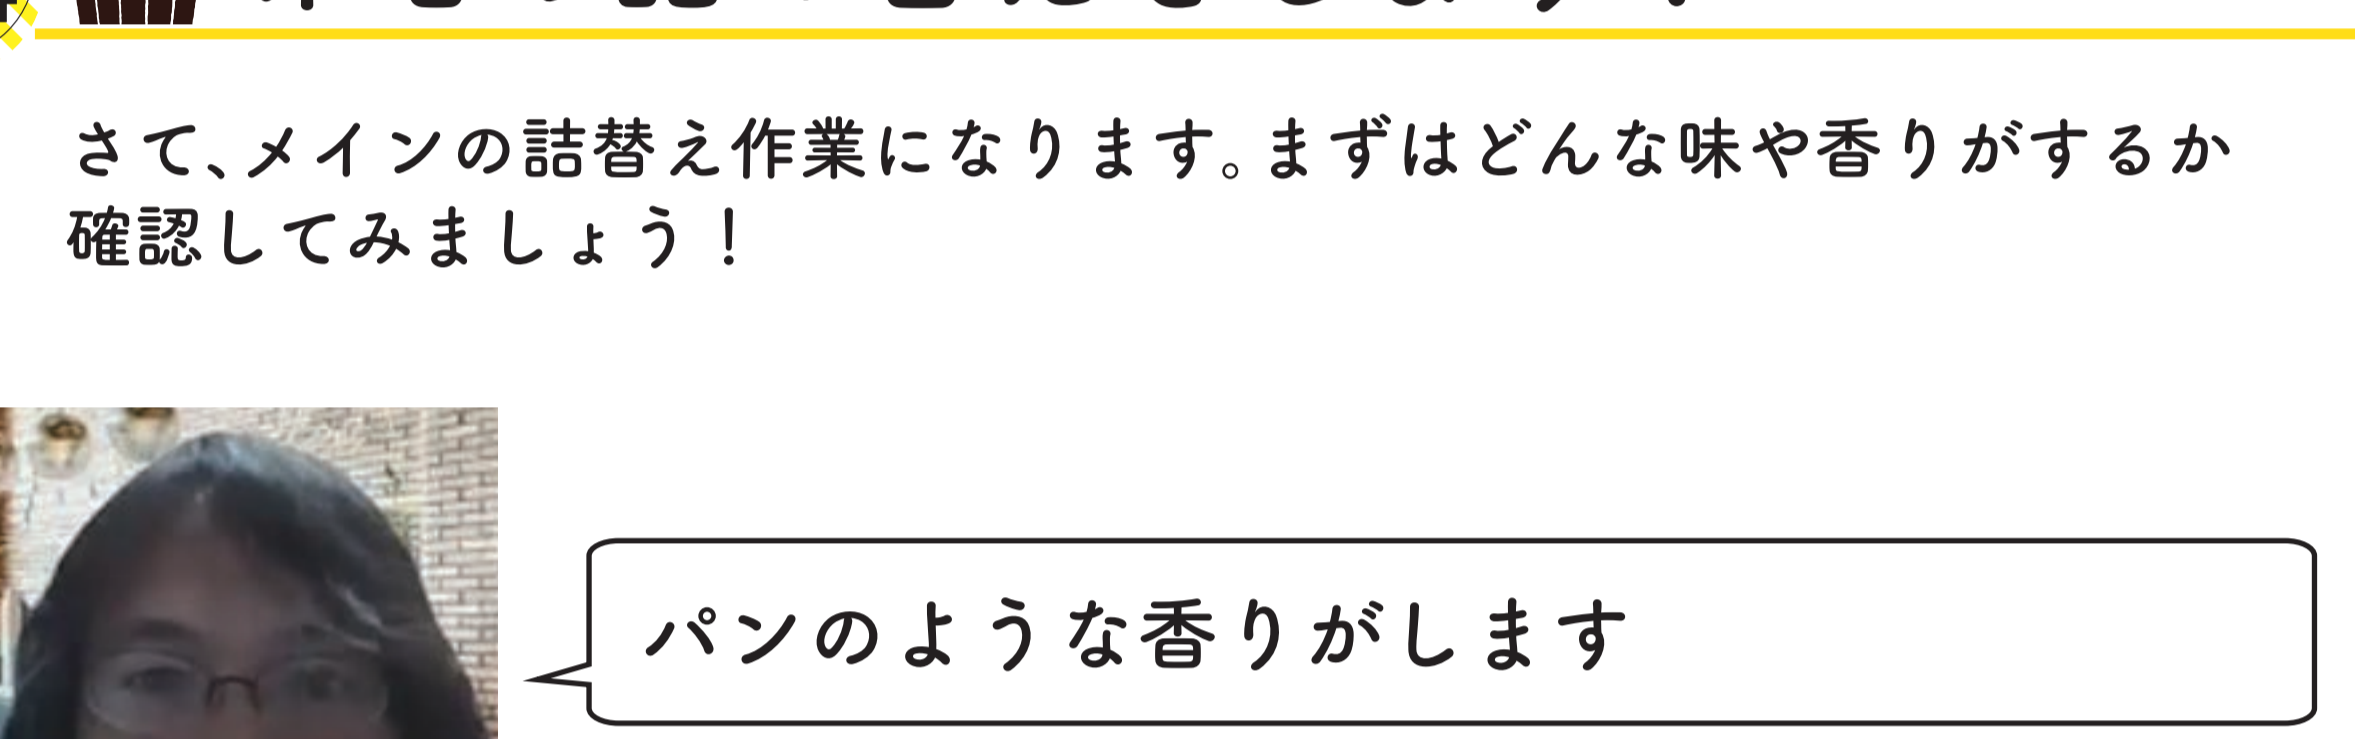 さて、メインの詰替え作業になります。まずはどんな味や香りがするか
確認してみましょう！
パンのような香りがします